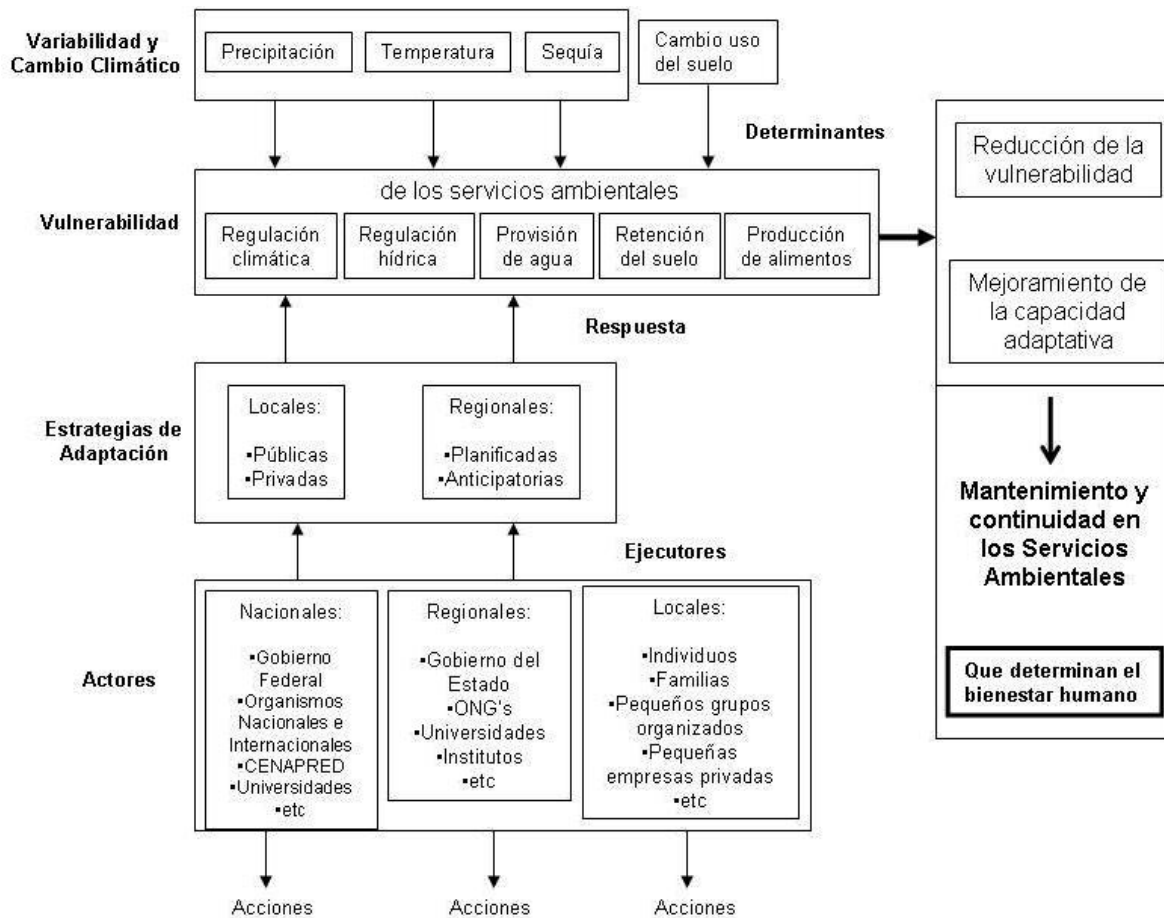 Variabilidad y
Cambio Climático
Precipitación
Temperatura
Sequía
Cambio uso
del suelo
Determinantes
Vulnerabilidad
de los servicios ambientales
Regulación
climática
Regulación
hídrica
Provisión
de agua
Retención
del suelo
Producción
de alimentos
Respuesta
Estrategias de
Adaptación
Locales:
▪Públicas
▪Privadas
Regionales:
▪Planificadas
▪Anticipatorias
Ejecutores
Actores
Nacionales:
▪Gobierno
Federal
▪Organismos
Nacionales e
Internacionales
▪CENAPRED
▪Universidades
▪etc
Regionales:
▪Gobierno del
Estado
▪ONG's
▪Universidades
▪Institutos
▪etc
Locales:
▪Individuos
▪Familias
▪Pequeños grupos
organizados
▪Pequeñas
empresas privadas
▪etc
Acciones
Acciones
Acciones
Reducción de la
vulnerabilidad
Mejoramiento de
la capacidad
adaptativa
Mantenimiento y
continuidad en
los Servicios
Ambientales
Que determinan el
bienestar humano